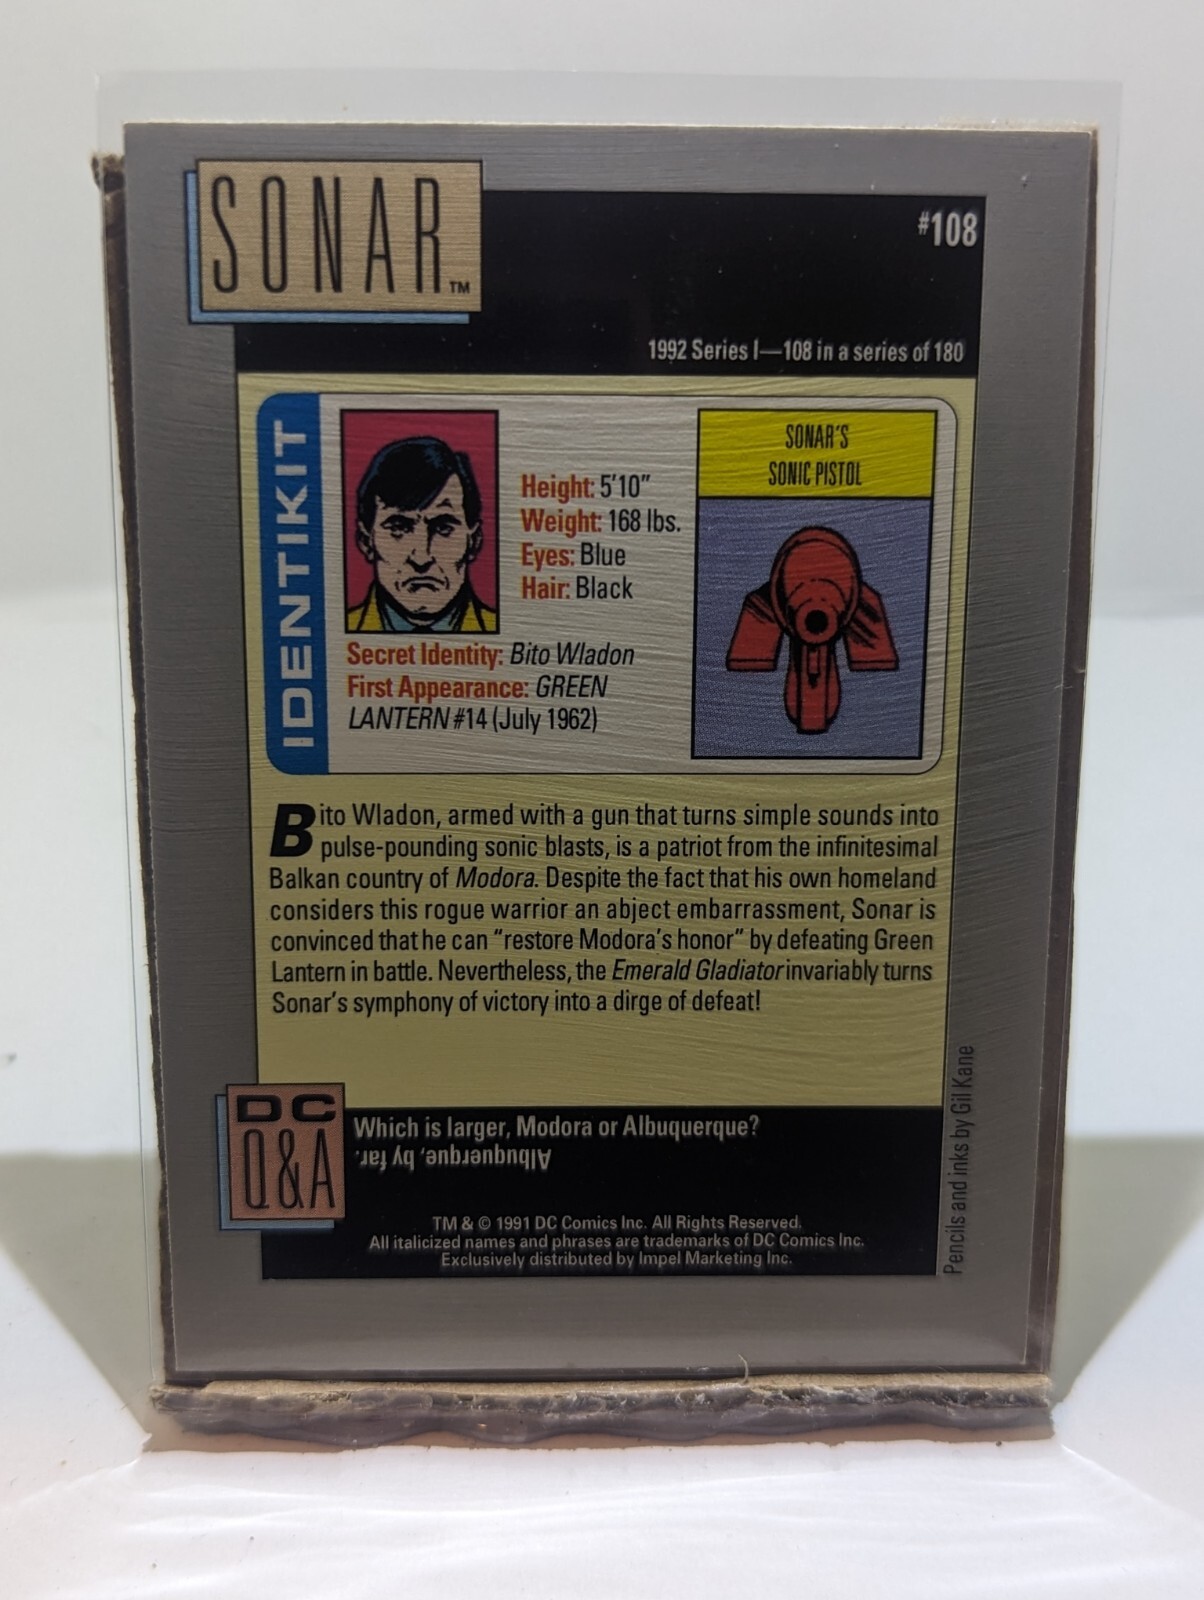 SONAR™
#108
1992 Series I—108 in a series of 180
IDENTIKIT
Height: 5'10"
Weight: 168 lbs.
Eyes: Blue
Hair: Black
Secret Identity: Bito Wladon
First Appearance: GREEN
LANTERN #14 (July 1962)
SONAR'S
SONIC PISTOL
Bito Wladon, armed with a gun that turns simple sounds into
pulse-pounding sonic blasts, is a patriot from the infinitesimal
Balkan country of Modora. Despite the fact that his own homeland
considers this rogue warrior an abject embarrassment, Sonar is
convinced that he can "restore Modora's honor" by defeating Green
Lantern in battle. Nevertheless, the Emerald Gladiator invariably turns
Sonar's symphony of victory into a dirge of defeat!
DC
Q&A
Which is larger, Modora or Albuquerque?
Albuquerque, by far.
TM & © 1991 DC Comics Inc. All Rights Reserved.
All italicized names and phrases are trademarks of DC Comics Inc.
Exclusively distributed by Impel Marketing Inc.
Pencils and inks by Gil Kane